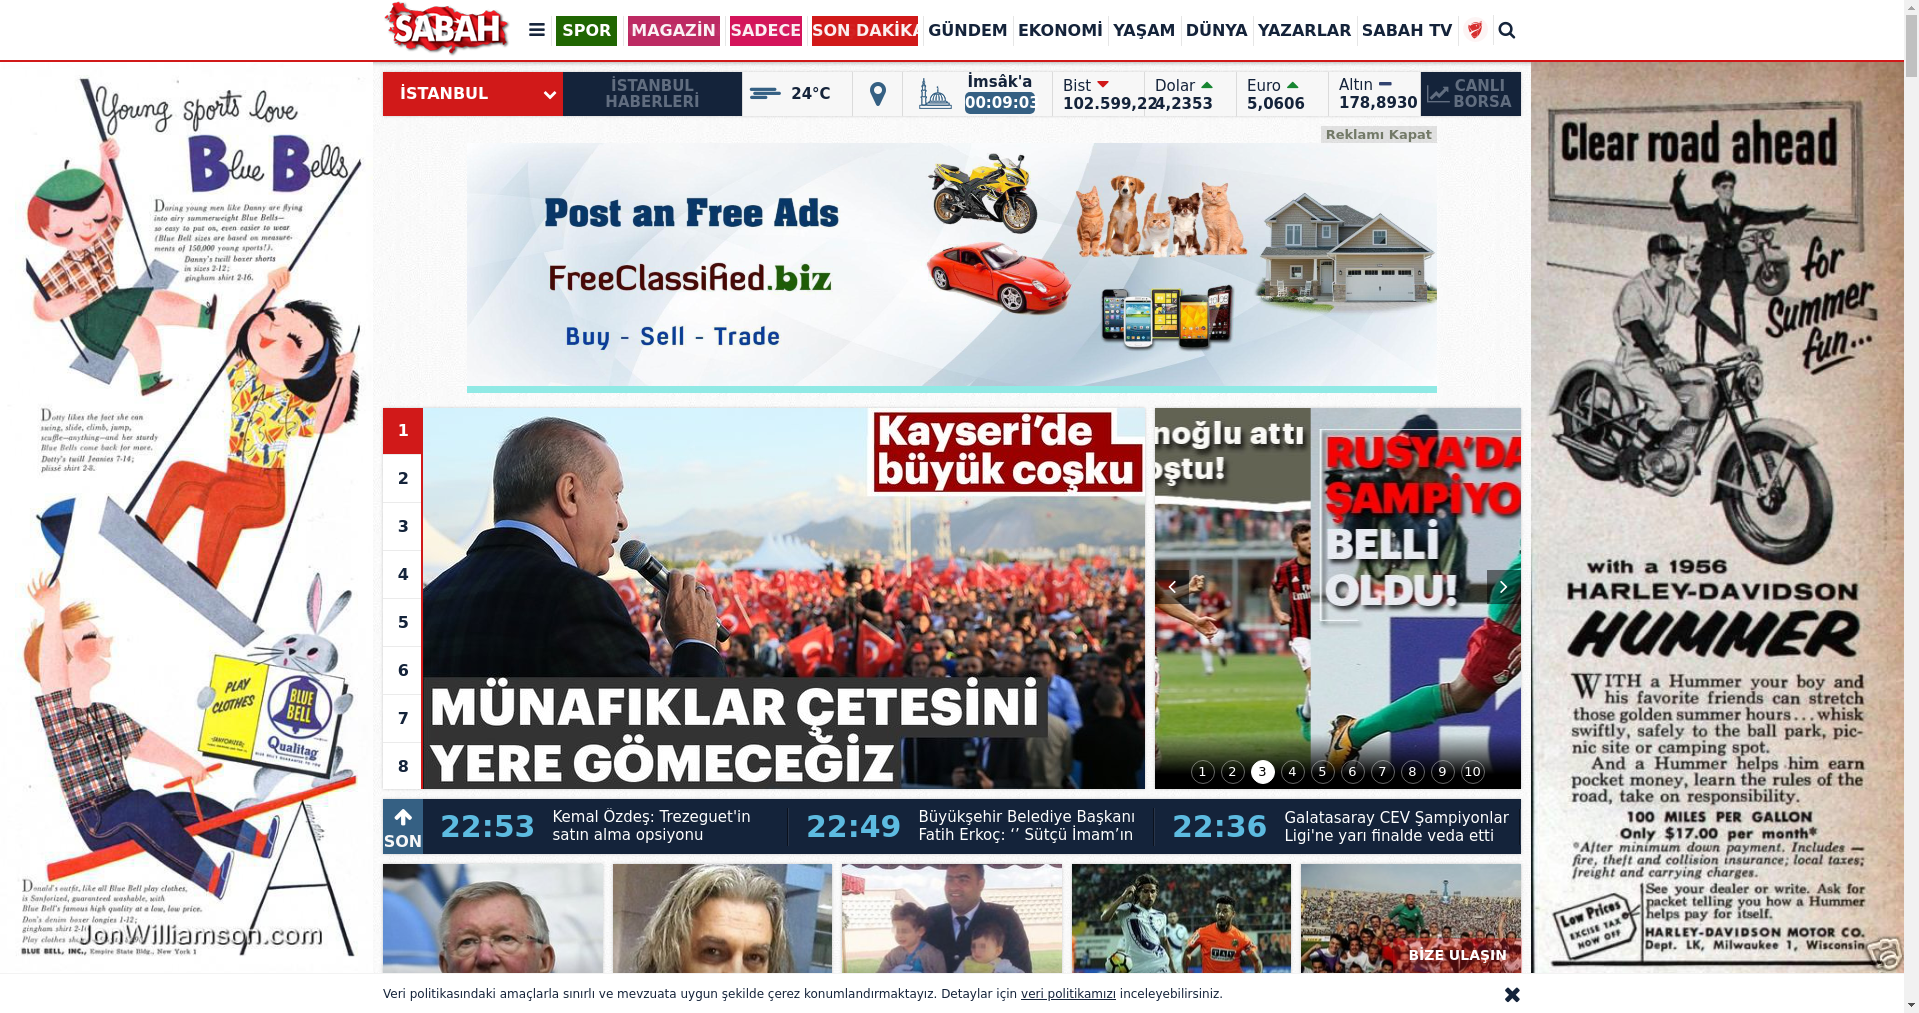 SABAH
SPOR
MAGAZİN
SADECE
SON DAKİKA
GÜNDEM
EKONOMİ
YAŞAM
DÜNYA
YAZARLAR
SABAH TV
İSTANBUL
İSTANBUL HABERLERİ
24°C
İmsâk'a
00:09:03
Bist
102.599,22
Dolar
4,2353
Euro
5,0606
Altın
178,8930
CANLI BORSA
Reklamı Kapat
Post an Free Ads
FreeClassified.biz
Buy - Sell - Trade
Young sports love
Blue Bells
Daring young men like Danny are flying
into airy summerweight Blue Bells—
so easy to put on, even easier to wear
(Blue Bell sizes are based on measure-
ments of 150,000 young sports!).
Danny's twill boxer shorts
in sizes 2-12;
gingham shirt 2-16.
Dotty likes the fact she can
swing, slide, climb, jump,
scuffle—anything—and her sturdy
Blue Bells come back for more.
Dotty's twill Jeanies 7-14;
plissé shirt 2-8.
PLAY CLOTHES
BLUE BELL
Qualitag
Donald's outfit, like all Blue Bell play clothes,
is Sanforized, guaranteed washable, with
Blue Bell's famous high quality at a low, low price.
Don's denim boxer longies 1-12;
gingham shirt
Play clothes
JonWilliamson.com
BLUE BELL, INC., Empire State Bldg., New York 1
1
2
3
4
5
6
7
8
Kayseri'de
büyük coşku
MÜNAFIKLAR ÇETESİNİ
YERE GÖMECEĞİZ
noğlu attı
oştu!
RUSYA'DA
ŞAMPİYO
BELLİ
OLDU!
1 2 3 4 5 6 7 8 9 10
SON
22:53
Kemal Özdeş: Trezeguet'in
satın alma opsiyonu
22:49
Büyükşehir Belediye Başkanı
Fatih Erkoç: ‘’ Sütçü İmam’ın
22:36
Galatasaray CEV Şampiyonlar
Ligi'ne yarı finalde veda etti
BİZE ULAŞIN
Clear road ahead
for
Summer
fun...
with a 1956
HARLEY-DAVIDSON
HUMMER
WITH a Hummer your boy and
his favorite friends can stretch
those golden summer hours...whisk
swiftly, safely to the ball park, pic-
nic site or camping spot.
And a Hummer helps him earn
pocket money, learn the rules of the
road, take on responsibility.
100 MILES PER GALLON
Only $17.00 per month*
*After minimum down payment. Includes —
fire, theft and collision insurance; local taxes;
freight and carrying charges.
Low Prices
EXCISE TAX
NOW OFF
See your dealer or write. Ask for
packet telling you how a Hummer
helps pay for itself.
HARLEY-DAVIDSON MOTOR CO.
Dept. LK, Milwaukee 1, Wisconsin
Veri politikasındaki amaçlarla sınırlı ve mevzuata uygun şekilde çerez konumlandırmaktayız. Detaylar için veri politikamızı inceleyebilirsiniz.